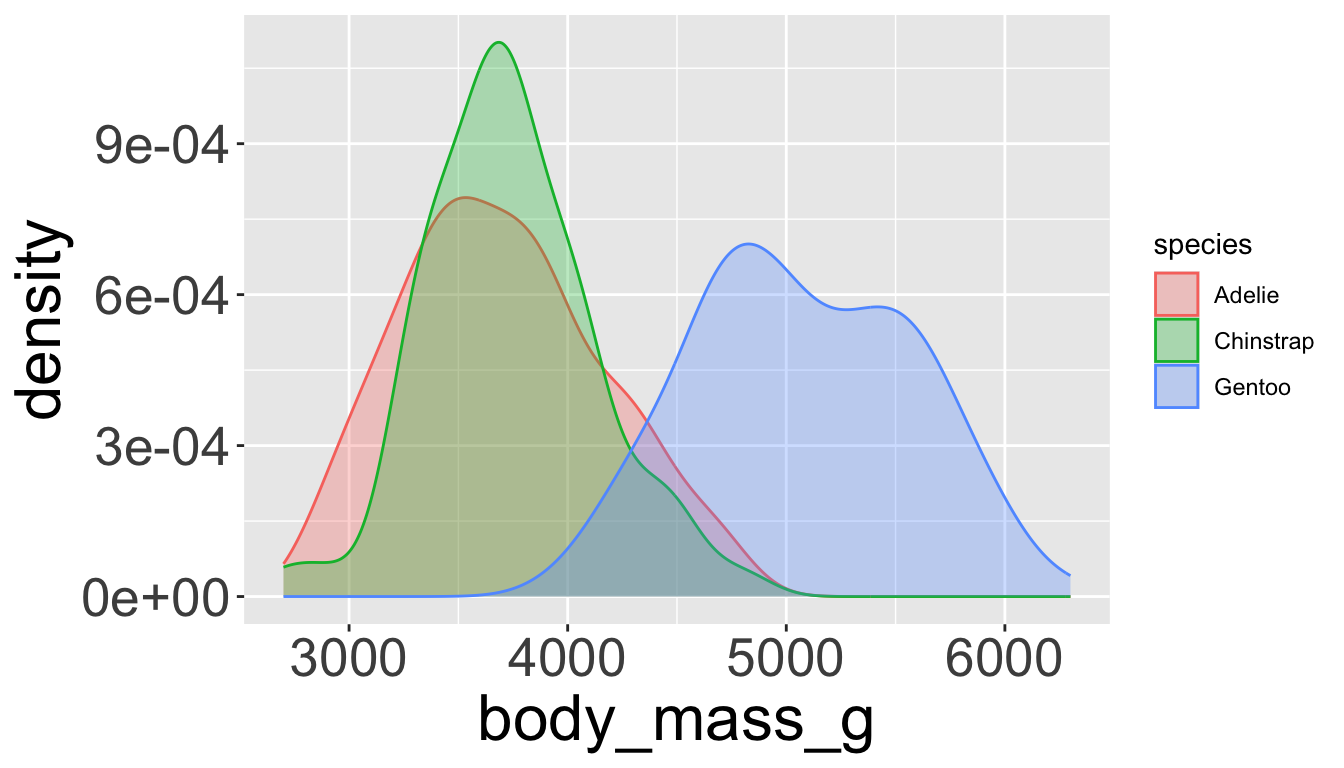 density
9e-04
6e-04
3e-04
0e+00
3000 4000 5000 6000
body_mass_g
species
Adelie
Chinstrap
Gentoo